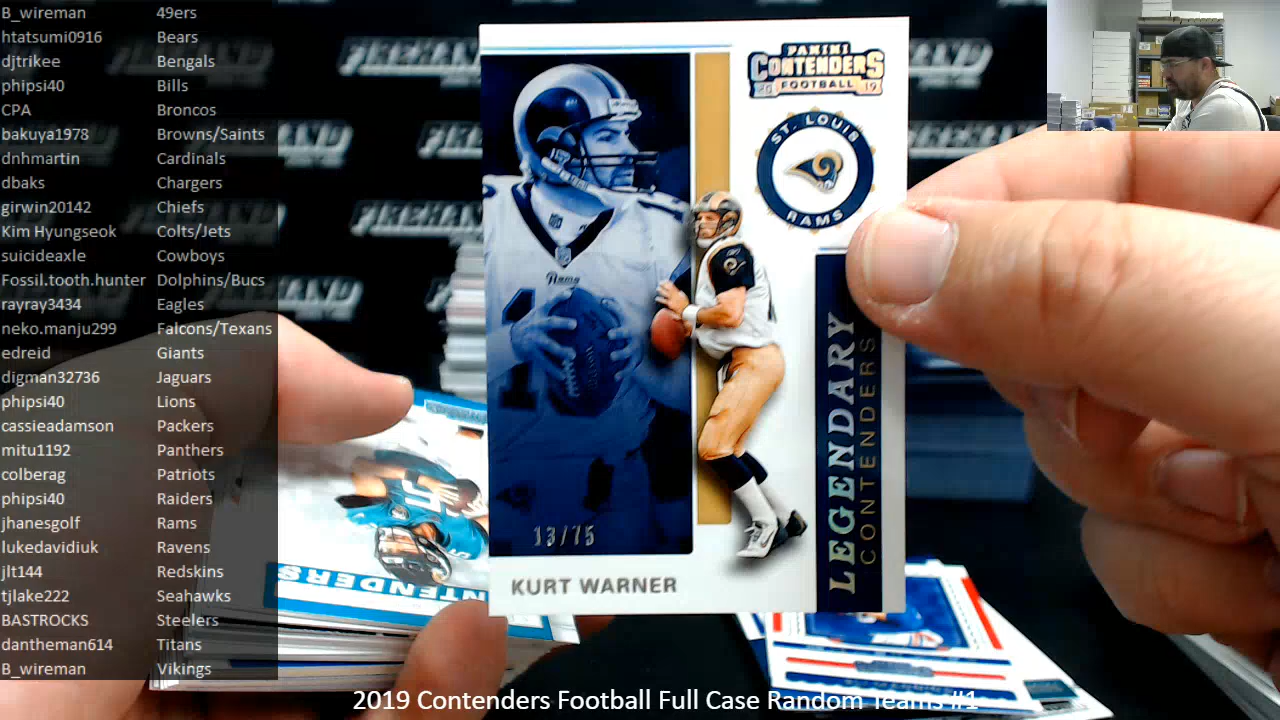 B_wireman 49ers
htatsumi0916 Bears
djtrikee Bengals
phipsi40 Bills
CPA Broncos
bakuya1978 Browns/Saints
dnhmartin Cardinals
dbaks Chargers
girwin20142 Chiefs
Kim Hyungseok Colts/Jets
suicideaxle Cowboys
Fossil.tooth.hunter Dolphins/Bucs
rayray3434 Eagles
neko.manju299 Falcons/Texans
edreid Giants
digman32736 Jaguars
phipsi40 Lions
cassieadamson Packers
mitu1192 Panthers
colberag Patriots
phipsi40 Raiders
jhanesgolf Rams
lukedavidiuk Ravens
jlt144 Redskins
tjlake222 Seahawks
BASTROCKS Steelers
dantheman614 Titans
B_wireman Vikings
PANINI
CONTENDERS
20 FOOTBALL 19
ST. LOUIS
RAMS
Rams
13/75
KURT WARNER
LEGENDARY
CONTENDERS
FIREHAND
2019 Contenders Football Full Case Random Teams #1